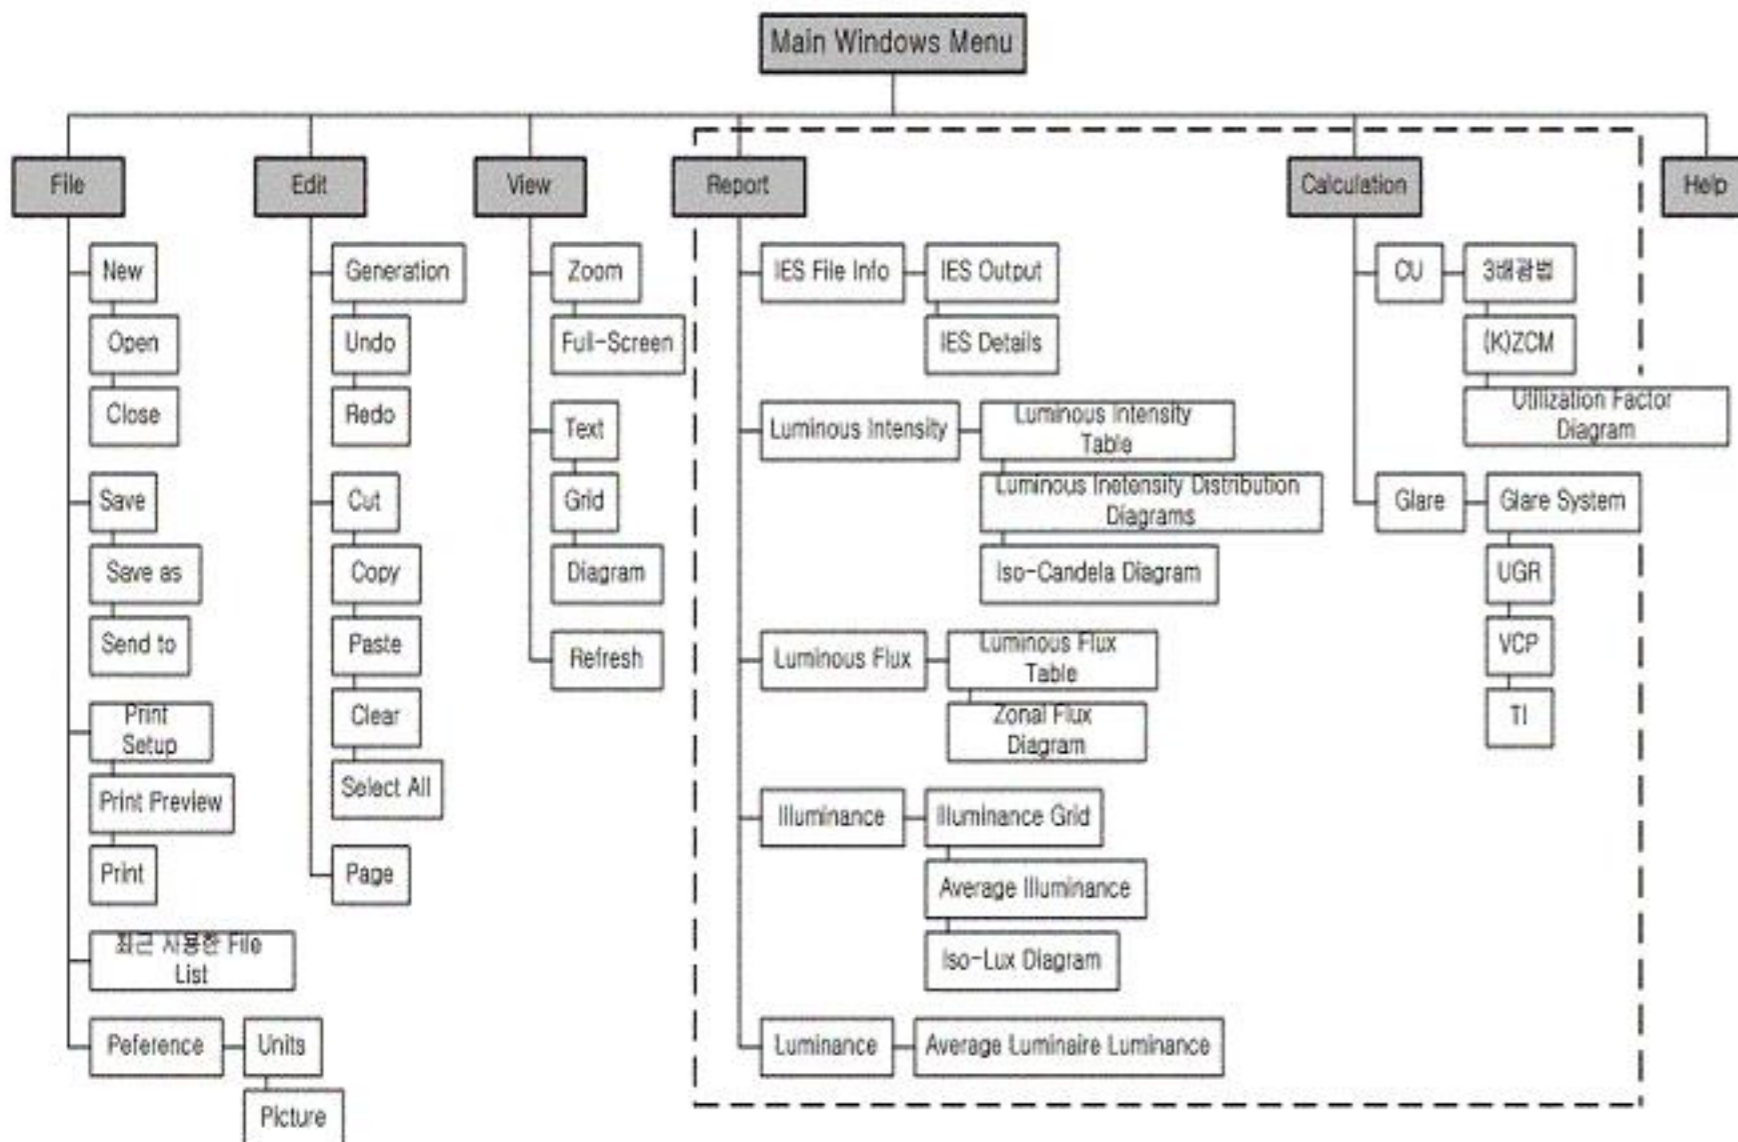 Main Windows Menu
File
Edit
View
Report
Calculation
Help
New
Open
Close
Save
Save as
Send to
Print
Setup
Print Preview
Print
최근 사용한 File
List
Peference
Units
Picture
Generation
Undo
Redo
Cut
Copy
Paste
Clear
Select All
Page
Zoom
Full-Screen
Text
Grid
Diagram
Refresh
IES File Info
IES Output
IES Details
Luminous Intensity
Luminous Intensity
Table
Luminous Inetensity Distribution
Diagrams
Iso-Candela Diagram
Luminous Flux
Luminous Flux
Table
Zonal Flux
Diagram
Illuminance
Illuminance Grid
Average Illuminance
Iso-Lux Diagram
Luminance
Average Luminaire Luminance
CU
3배광법
(K)ZCM
Utilization Factor
Diagram
Glare
Glare System
UGR
VCP
TI